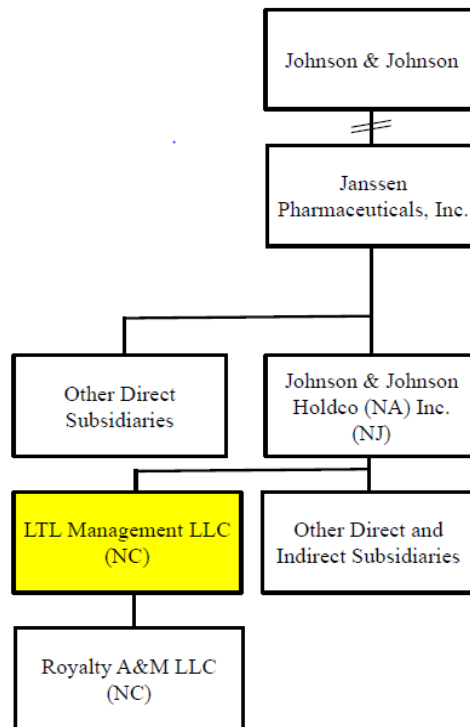 Johnson & Johnson
Janssen
Pharmaceuticals, Inc.
Other Direct
Subsidiaries
Johnson & Johnson
Holdco (NA) Inc.
(NJ)
LTL Management LLC
(NC)
Other Direct and
Indirect Subsidiaries
Royalty A&M LLC
(NC)